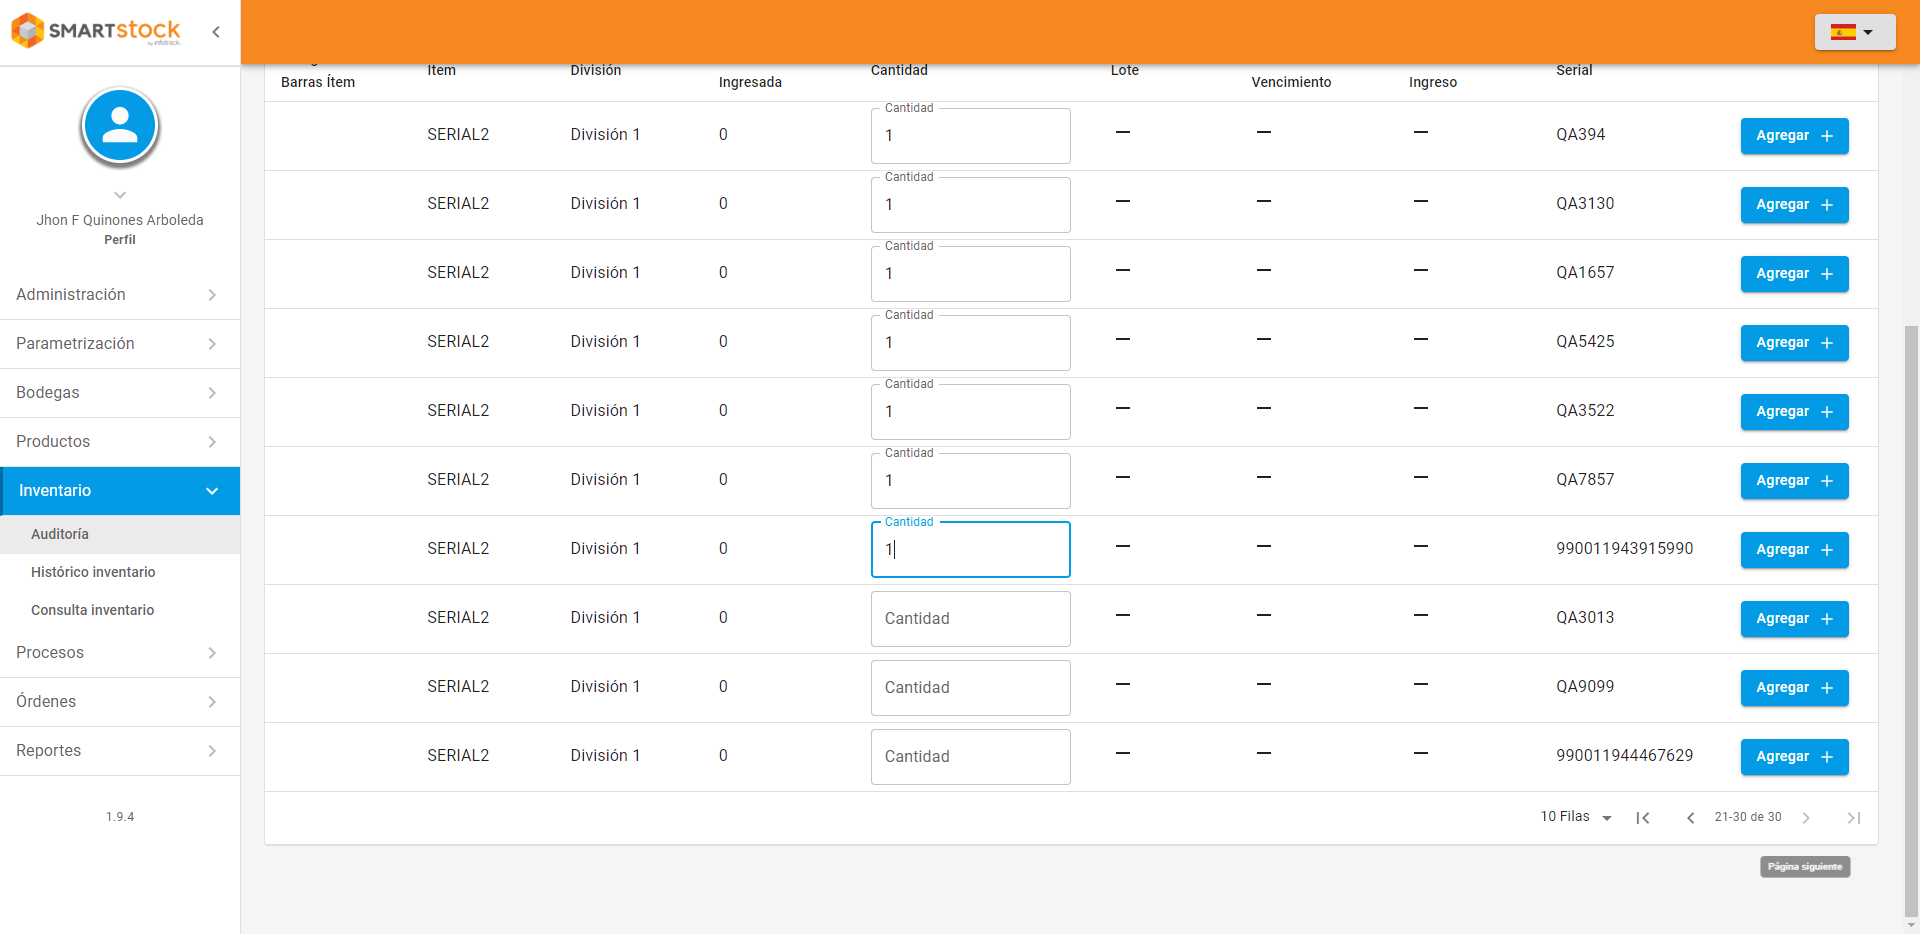 SMARTSTOCK
by infotrack.
Jhon F Quinones Arboleda
Perfil
Administración
Parametrización
Bodegas
Productos
Inventario
Auditoría
Histórico inventario
Consulta inventario
Procesos
Órdenes
Reportes
1.9.4
Barras Ítem Ítem División Ingresada Cantidad Lote Vencimiento Ingreso Serial
Cantidad
SERIAL2 División 1 0 1 — — — QA394 Agregar +
Cantidad
SERIAL2 División 1 0 1 — — — QA3130 Agregar +
Cantidad
SERIAL2 División 1 0 1 — — — QA1657 Agregar +
Cantidad
SERIAL2 División 1 0 1 — — — QA5425 Agregar +
Cantidad
SERIAL2 División 1 0 1 — — — QA3522 Agregar +
Cantidad
SERIAL2 División 1 0 1 — — — QA7857 Agregar +
Cantidad
SERIAL2 División 1 0 1 — — — 990011943915990 Agregar +
SERIAL2 División 1 0 Cantidad — — — QA3013 Agregar +
SERIAL2 División 1 0 Cantidad — — — QA9099 Agregar +
SERIAL2 División 1 0 Cantidad — — — 990011944467629 Agregar +
10 Filas 21-30 de 30
Página siguiente